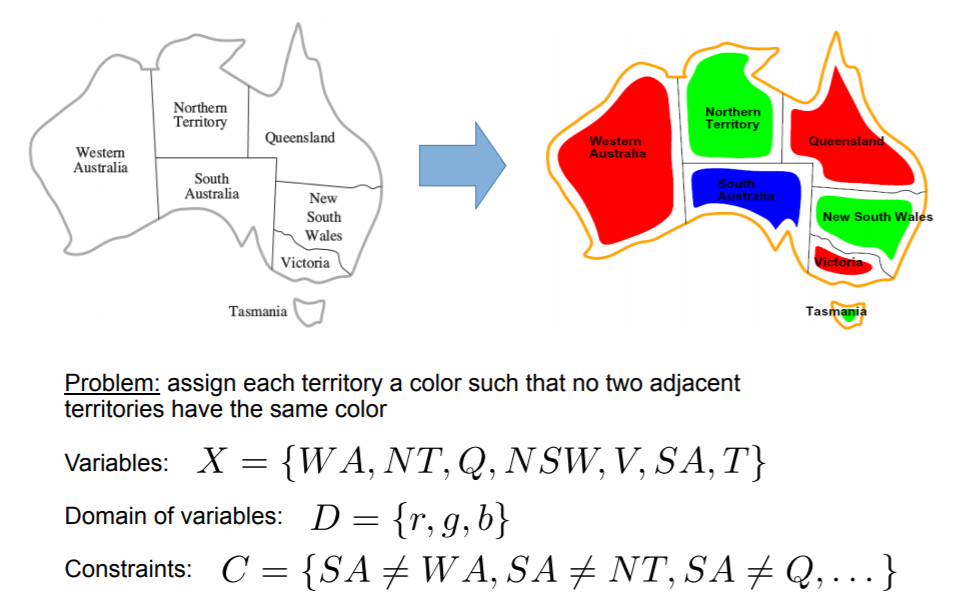 Northern
Territory
Western
Australia
South
Australia
Queensland
New
South
Wales
Victoria
Tasmania
Western
Australia
Northern
Territory
Queensland
South
Australia
New South Wales
Victoria
Tasmania
Problem: assign each territory a color such that no two adjacent
territories have the same color
Variables: X = {WA, NT, Q, NSW, V, SA, T}
Domain of variables: D = {r, g, b}
Constraints: C = {SA ≠ WA, SA ≠ NT, SA ≠ Q, . . . }